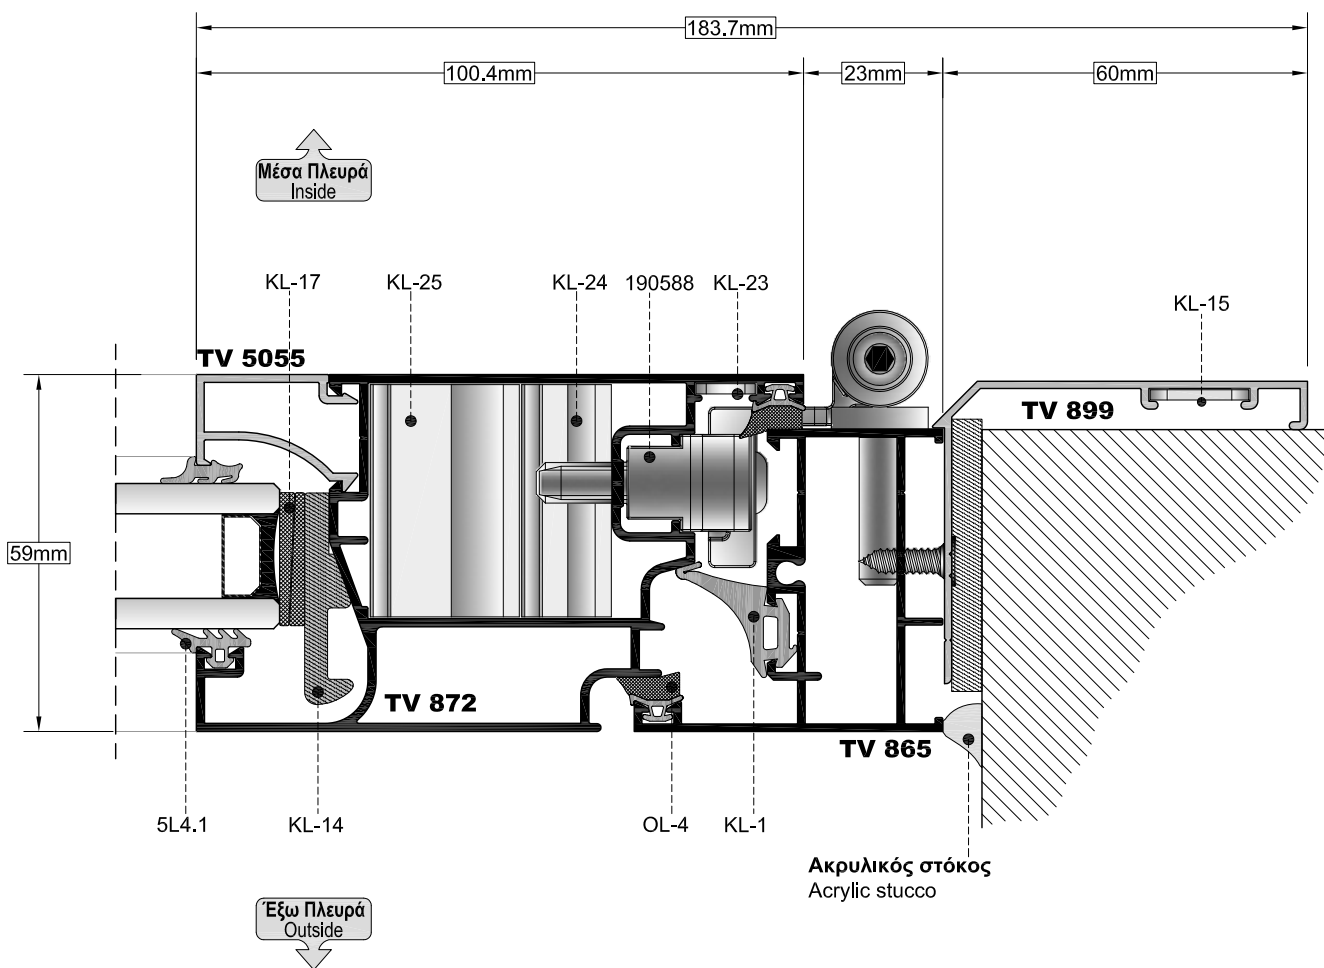 183.7mm
100.4mm
23mm
60mm
Μέσα Πλευρά
Inside
KL-17
KL-25
KL-24
190588
KL-23
KL-15
TV 5055
TV 899
59mm
TV 872
TV 865
5L4.1
KL-14
OL-4
KL-1
Ακρυλικός στόκος
Acrylic stucco
Έξω Πλευρά
Outside